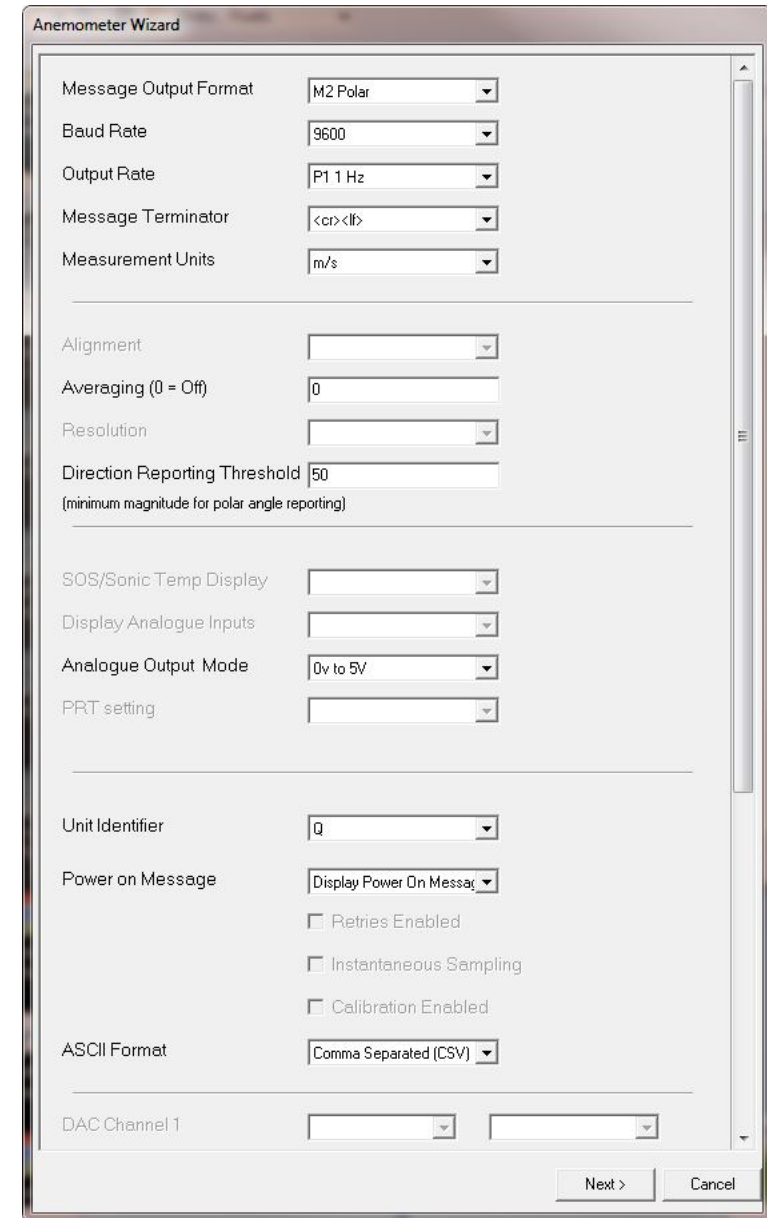 Anemometer Wizard
Message Output Format M2 Polar
Baud Rate 9600
Output Rate P1 1 Hz
Message Terminator <cr><lf>
Measurement Units m/s
Alignment
Averaging (0 = Off) 0
Resolution
Direction Reporting Threshold 50
(minimum magnitude for polar angle reporting)
SOS/Sonic Temp Display
Display Analogue Inputs
Analogue Output Mode 0v to 5V
PRT setting
Unit Identifier Q
Power on Message Display Power On Messag
Retries Enabled
Instantaneous Sampling
Calibration Enabled
ASCII Format Comma Separated (CSV)
DAC Channel 1
Next > Cancel